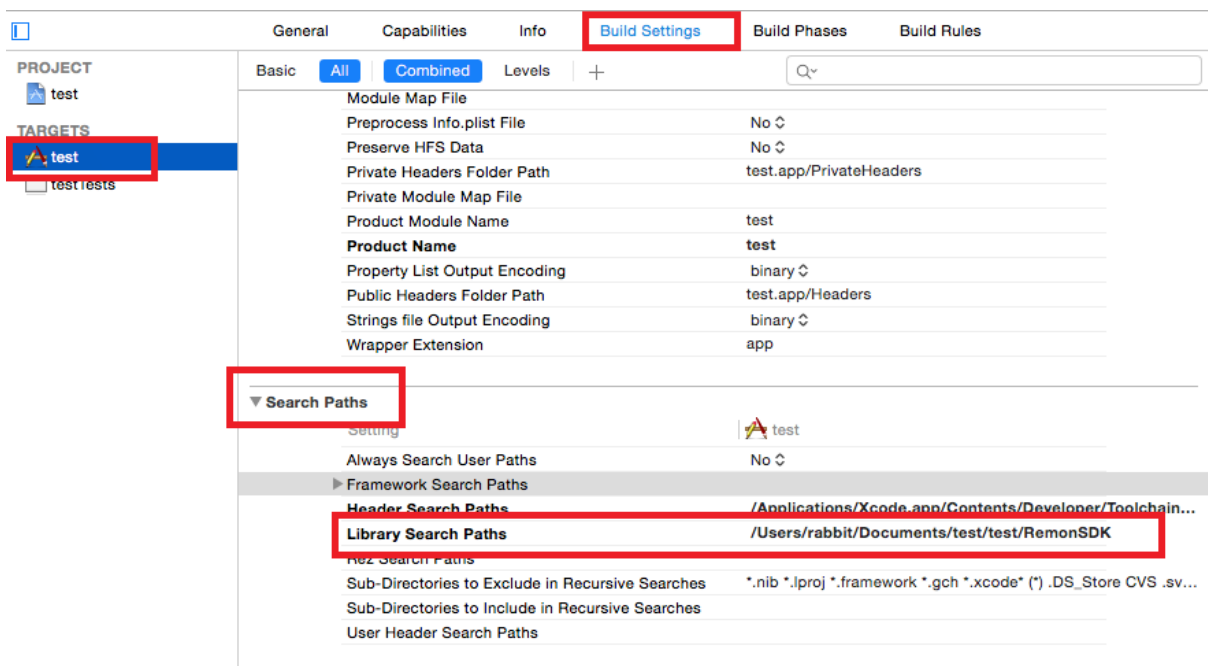 General Capabilities Info Build Settings Build Phases Build Rules
PROJECT
test
TARGETS
test
testTests
Basic All Combined Levels +
Module Map File
Preprocess Info.plist File No
Preserve HFS Data No
Private Headers Folder Path test.app/PrivateHeaders
Private Module Map File
Product Module Name test
Product Name test
Property List Output Encoding binary
Public Headers Folder Path test.app/Headers
Strings file Output Encoding binary
Wrapper Extension app
Search Paths
Setting test
Always Search User Paths No
Framework Search Paths
Header Search Paths /Applications/Xcode.app/Contents/Developer/Toolchain...
Library Search Paths /Users/rabbit/Documents/test/test/RemonSDK
Rez Search Paths
Sub-Directories to Exclude in Recursive Searches *.nib *.lproj *.framework *.gch *.xcode* (*) .DS_Store CVS .sv...
Sub-Directories to Include in Recursive Searches
User Header Search Paths